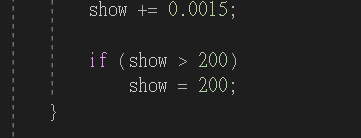 show += 0.0015;
if (show > 200)
show = 200;
}